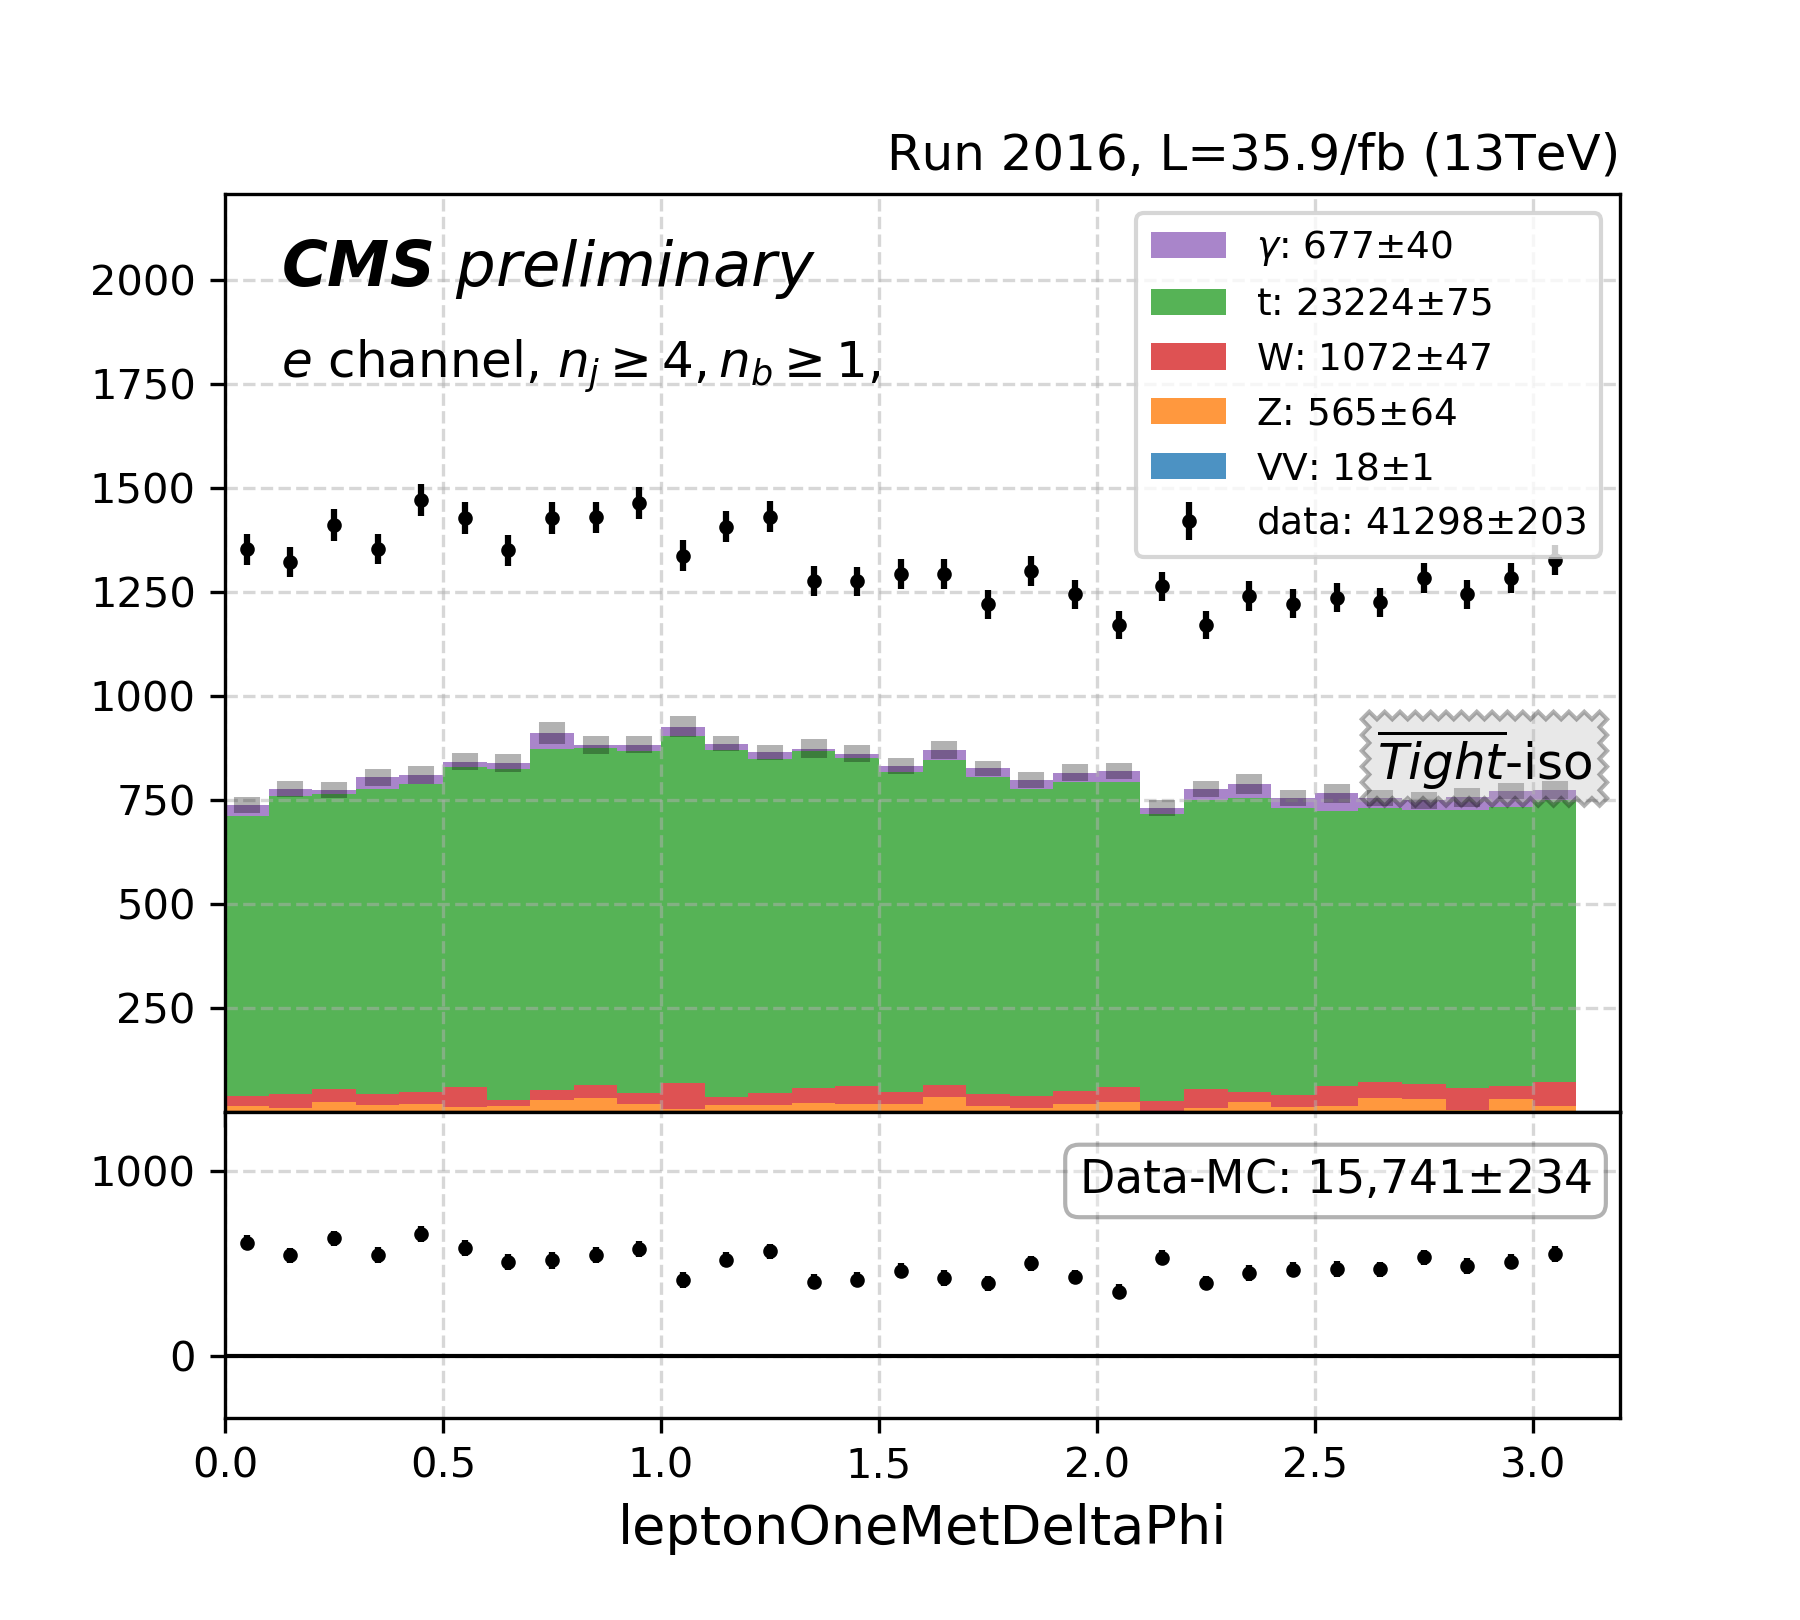 Run 2016, L=35.9/fb (13TeV)
CMS preliminary
e channel, n_j ≥ 4, n_b ≥ 1,
γ: 677±40
t: 23224±75
W: 1072±47
Z: 565±64
VV: 18±1
data: 41298±203
2000
1750
1500
1250
1000
750
500
250
Tight-iso
Data-MC: 15,741±234
1000
0
0.0 0.5 1.0 1.5 2.0 2.5 3.0
leptonOneMetDeltaPhi